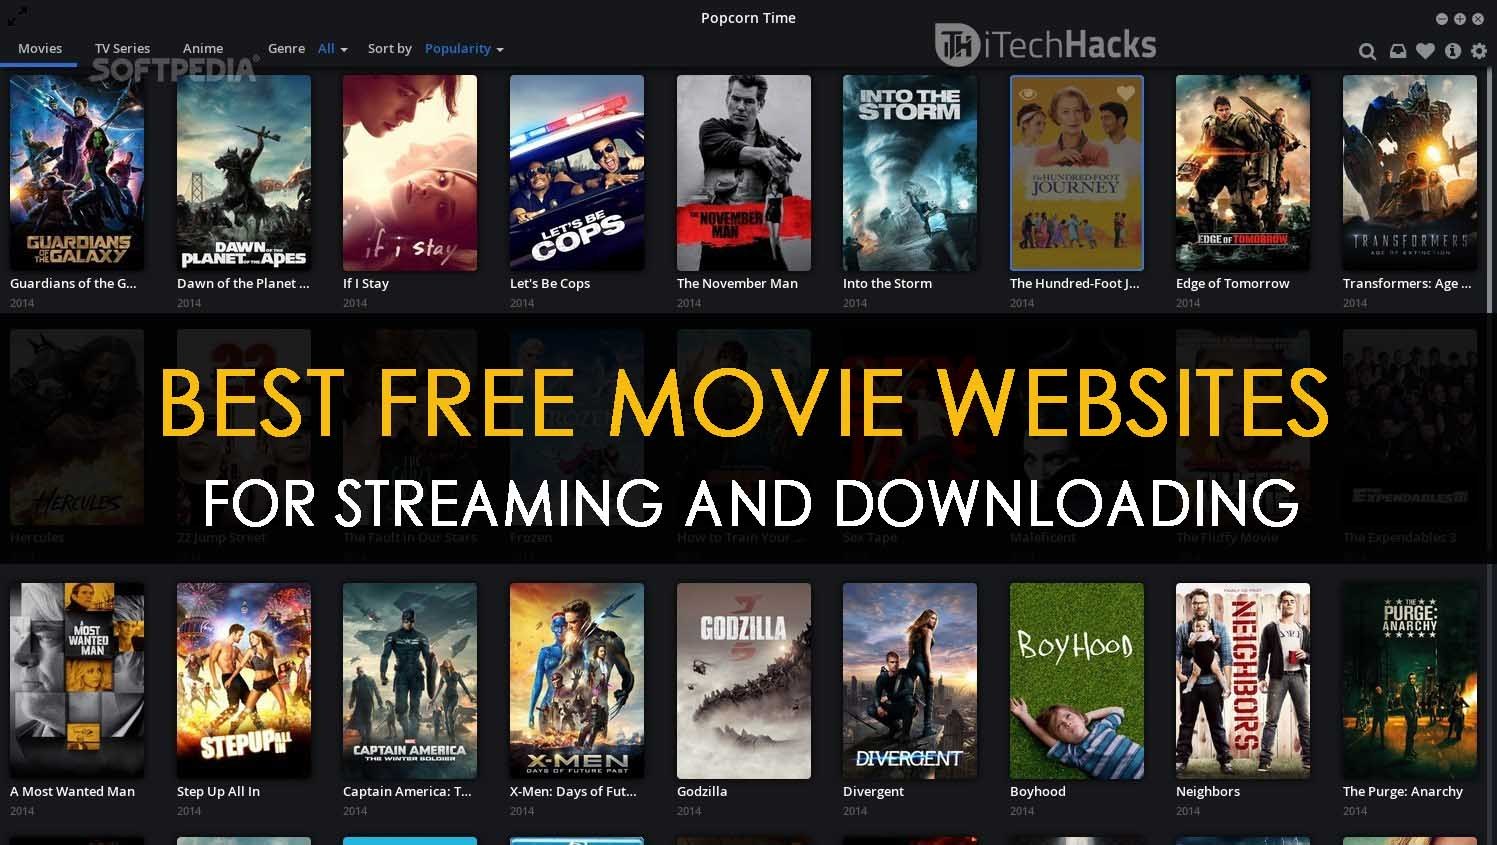 Popcorn Time
iTechHacks
Movies TV Series Anime Genre All Sort by Popularity
SOFTPEDIA®
GUARDIANS OF THE GALAXY
DAWN OF THE PLANET OF THE APES
if i stay
LET'S BE COPS
THE NOVEMBER MAN
INTO THE STORM
THE HUNDRED-FOOT JOURNEY
EDGE OF TOMORROW
TRANSFORMERS
AGE OF EXTINCTION
Guardians of the G... Dawn of the Planet ... If I Stay Let's Be Cops The November Man Into the Storm The Hundred-Foot J... Edge of Tomorrow Transformers: Age ...
2014 2014 2014 2014 2014 2014 2014 2014 2014
BEST FREE MOVIE WEBSITES
FOR STREAMING AND DOWNLOADING
HERCULES
THE EXPENDABLES III
Hercules 22 Jump Street The Fault in Our Stars Frozen How to Train Your ... Sex Tape Maleficent The Fluffy Movie The Expendables 3
A MOST WANTED MAN
STEP UP ALL IN
MARVEL
CAPTAIN AMERICA
THE WINTER SOLDIER
X-MEN
DAYS OF FUTURE PAST
GODZILLA
DIVERGENT
BOYHOOD
NEIGHBORS
THE PURGE: ANARCHY
A Most Wanted Man Step Up All In Captain America: T... X-Men: Days of Fut... Godzilla Divergent Boyhood Neighbors The Purge: Anarchy
2014 2014 2014 2014 2014 2014 2014 2014 2014